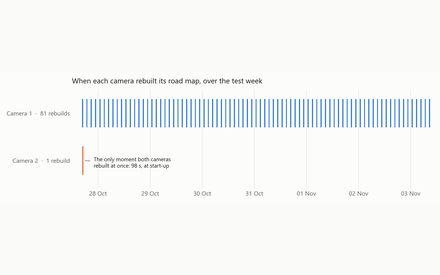 When each camera rebuilt its road map, over the test week
Camera 1 · 81 rebuilds
Camera 2 · 1 rebuild
The only moment both cameras
rebuilt at once: 98 s, at start-up
28 Oct 29 Oct 30 Oct 31 Oct 01 Nov 02 Nov 03 Nov